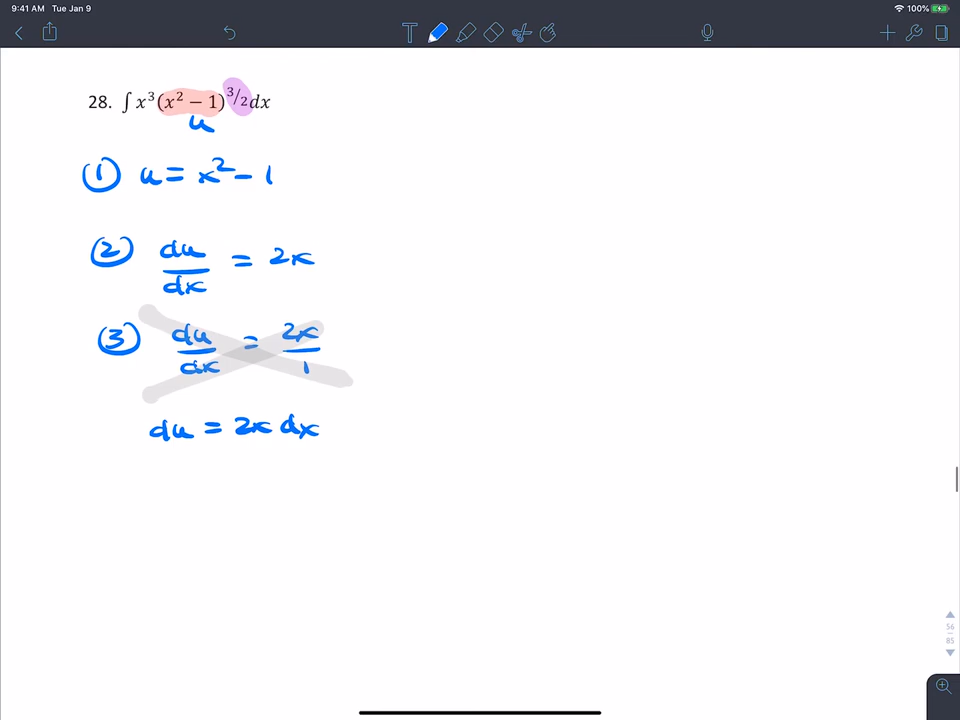 9:41 AM Tue Jan 9
100%
T
28. ∫ x³(x² − 1)^{3/2} dx
u
① u = x² − 1
② du/dx = 2x
③ du/dx = 2x/1
du = 2x dx
56
85